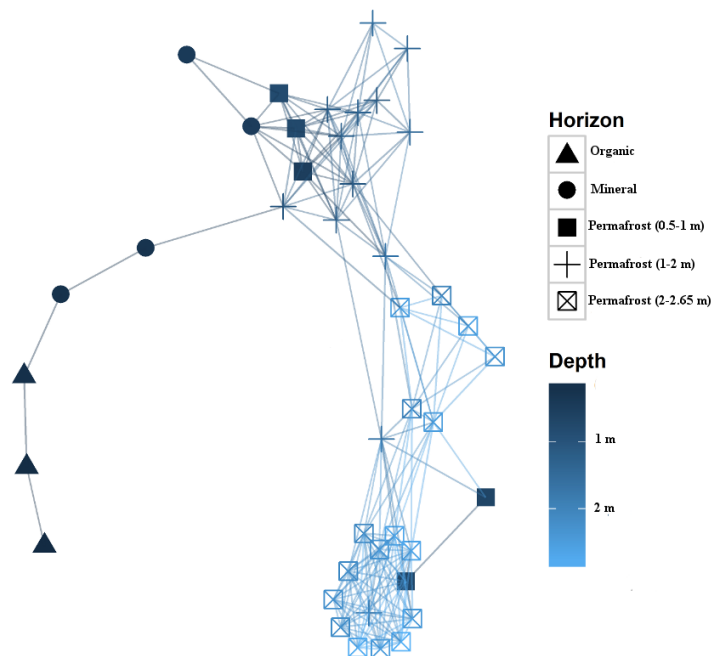 Horizon
Organic
Mineral
Permafrost (0.5-1 m)
Permafrost (1-2 m)
Permafrost (2-2.65 m)
Depth
1 m
2 m